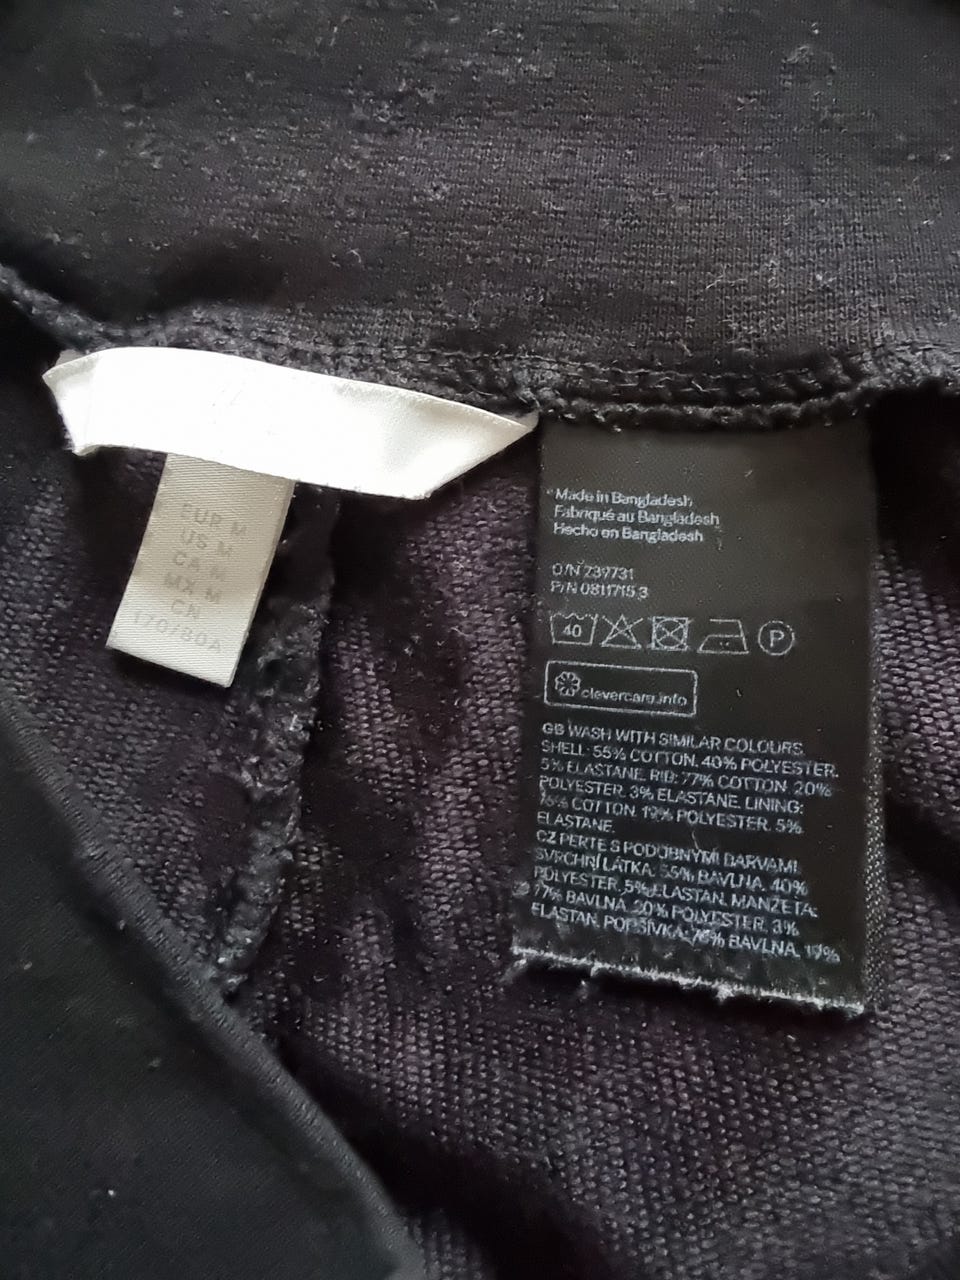 EUR M
US M
CA M
MX M
CN
170/80A
Made in Bangladesh
Fabriqué au Bangladesh
Hecho en Bangladesh
O/N 239731
P/N 0811715.3
40
P
clevercare.info
GB WASH WITH SIMILAR COLOURS.
SHELL: 55% COTTON, 40% POLYESTER,
5% ELASTANE. RIB: 77% COTTON, 20%
POLYESTER, 3% ELASTANE. LINING:
76% COTTON, 19% POLYESTER, 5%
ELASTANE.
CZ PERTE S PODOBNÝMI BARVAMI.
SVRCHNÍ LÁTKA: 55% BAVLNA, 40%
POLYESTER, 5% ELASTAN. MANŽETA:
77% BAVLNA, 20% POLYESTER, 3%
ELASTAN. PODŠÍVKA: 76% BAVLNA, 19%